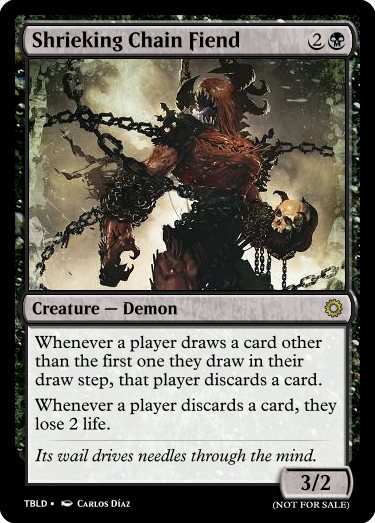 Shrieking Chain Fiend 2
Creature — Demon
Whenever a player draws a card other
than the first one they draw in their
draw step, that player discards a card.
Whenever a player discards a card, they
lose 2 life.
Its wail drives needles through the mind.
3/2
TBLD • Carlos Díaz
(NOT FOR SALE)